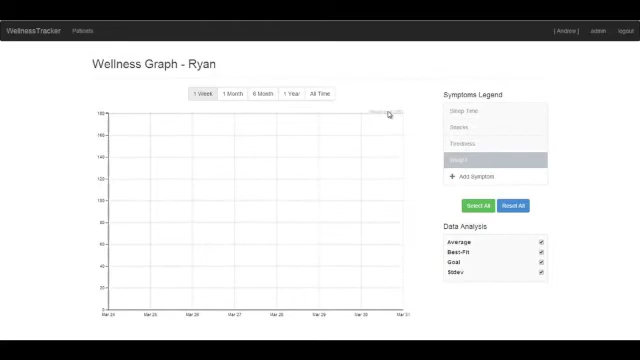 WellnessTracker Patients [ Andrew ] admin logout
Wellness Graph - Ryan
1 Week 1 Month 6 Month 1 Year All Time
Symptoms Legend
Sleep Time
Tiredness
Weight
Add Symptom
Select All Reset All
Data Analysis
Average
Best-Fit
Goal
Stdev
180
160
140
120
100
80
60
40
20
0
Mar 24 Mar 25 Mar 26 Mar 27 Mar 28 Mar 29 Mar 30 Mar 31